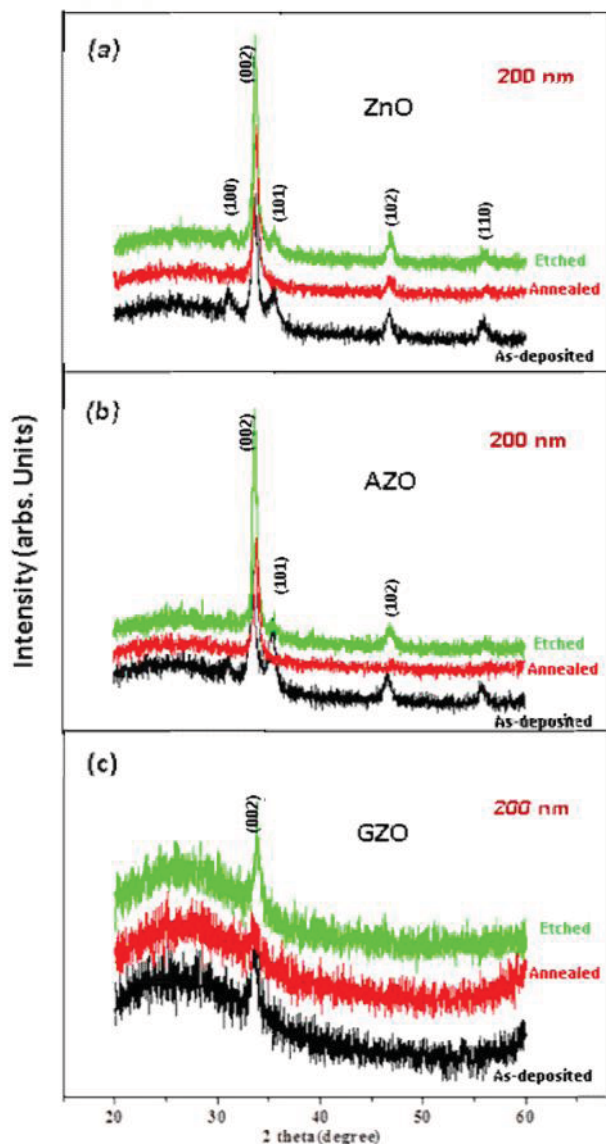 (a)
(002)
200 nm
ZnO
(100)
(101)
(102)
(110)
Etched
Annealed
As-deposited
(b)
(002)
200 nm
AZO
(101)
(102)
Etched
Annealed
As-deposited
Intensity (arbs. Units)
(c)
(002)
200 nm
GZO
Etched
Annealed
As-deposited
20 30 40 50 60
2 theta (degree)